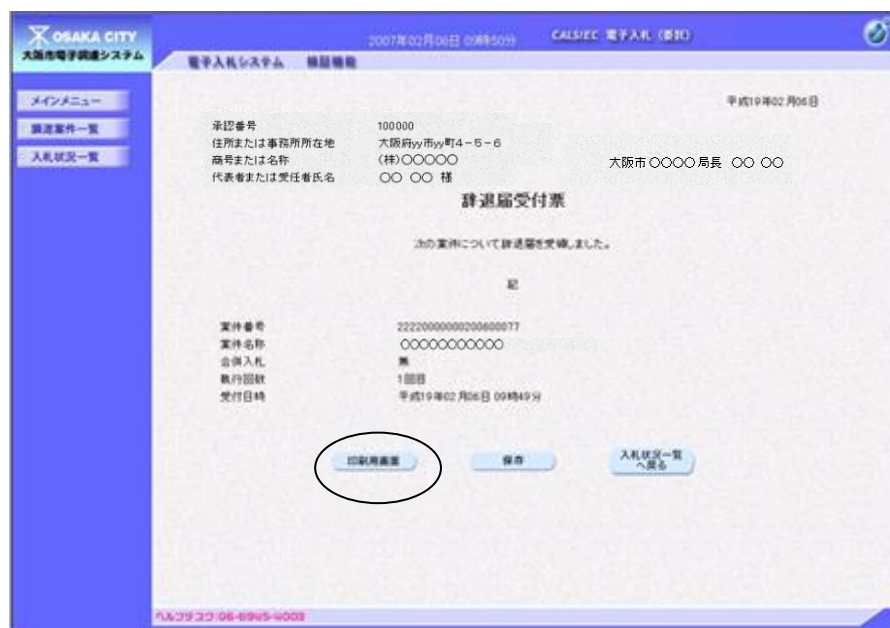 OSAKA CITY
大阪市電子調達システム
2007年02月06日 09時50分
CALS/EC 電子入札 (委託)
電子入札システム 検証機能
メインメニュー
調達案件一覧
入札状況一覧
平成19年02月06日
承認番号 100000
住所または事務所所在地 大阪府yy市yy町4-5-6
商号または名称 (株)○○○○○
大阪市○○○○局長 ○○ ○○
代表者または受任者氏名 ○○ ○○ 様
辞退届受付票
次の案件について辞退届を受領しました。
記
案件番号 22220000000200600077
案件名称 ○○○○○○○○○○○
合併入札 無
執行回数 1回目
受付日時 平成19年02月06日 09時49分
印刷用画面
保存
入札状況一覧
へ戻る
ヘルプデスク:06-6945-4003